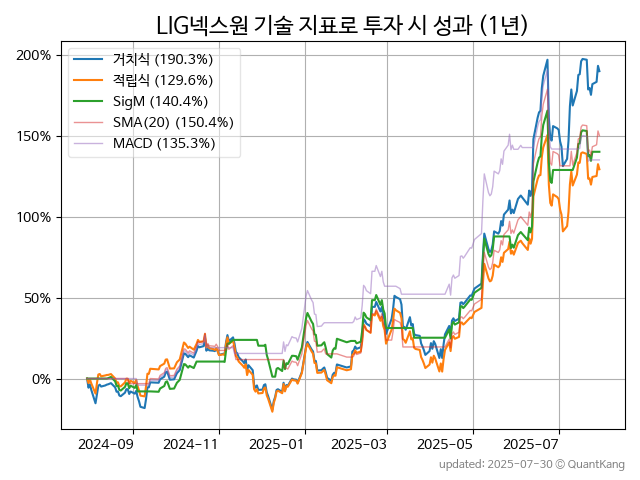 LIG넥스원 기술 지표로 투자 시 성과 (1년)
거치식 (190.3%)
적립식 (129.6%)
SigM (140.4%)
SMA(20) (150.4%)
MACD (135.3%)
200%
150%
100%
50%
0%
2024-09 2024-11 2025-01 2025-03 2025-05 2025-07
updated: 2025-07-30 © QuantKang